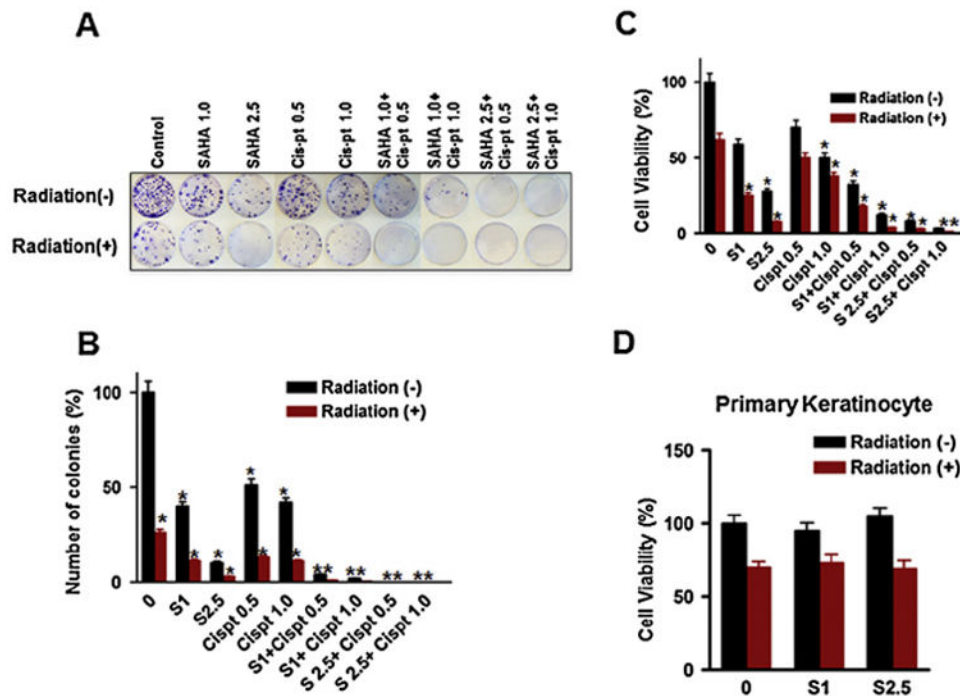 A
Control
SAHA 1.0
SAHA 2.5
Cis-pt 0.5
Cis-pt 1.0
SAHA 1.0+
Cis-pt 0.5
SAHA 1.0+
Cis-pt 1.0
SAHA 2.5+
Cis-pt 0.5
SAHA 2.5+
Cis-pt 1.0
Radiation(-)
Radiation(+)
B
Number of colonies (%)
100
50
0
Radiation (-)
Radiation (+)
*
*
*
*
*
*
*
*
*
**
**
**
**
0
S1
S2.5
Cispt 0.5
Cispt 1.0
S1+Cispt 0.5
S1+ Cispt 1.0
S 2.5+ Cispt 0.5
S 2.5+ Cispt 1.0
C
Cell Viability (%)
100
50
0
Radiation (-)
Radiation (+)
*
*
*
*
*
*
*
*
*
*
*
**
0
S1
S2.5
Cispt 0.5
Cispt 1.0
S1+Cispt 0.5
S1+ Cispt 1.0
S 2.5+ Cispt 0.5
S2.5+ Cispt 1.0
D
Primary Keratinocyte
Cell Viability (%)
150
100
50
0
Radiation (-)
Radiation (+)
0 S1 S2.5